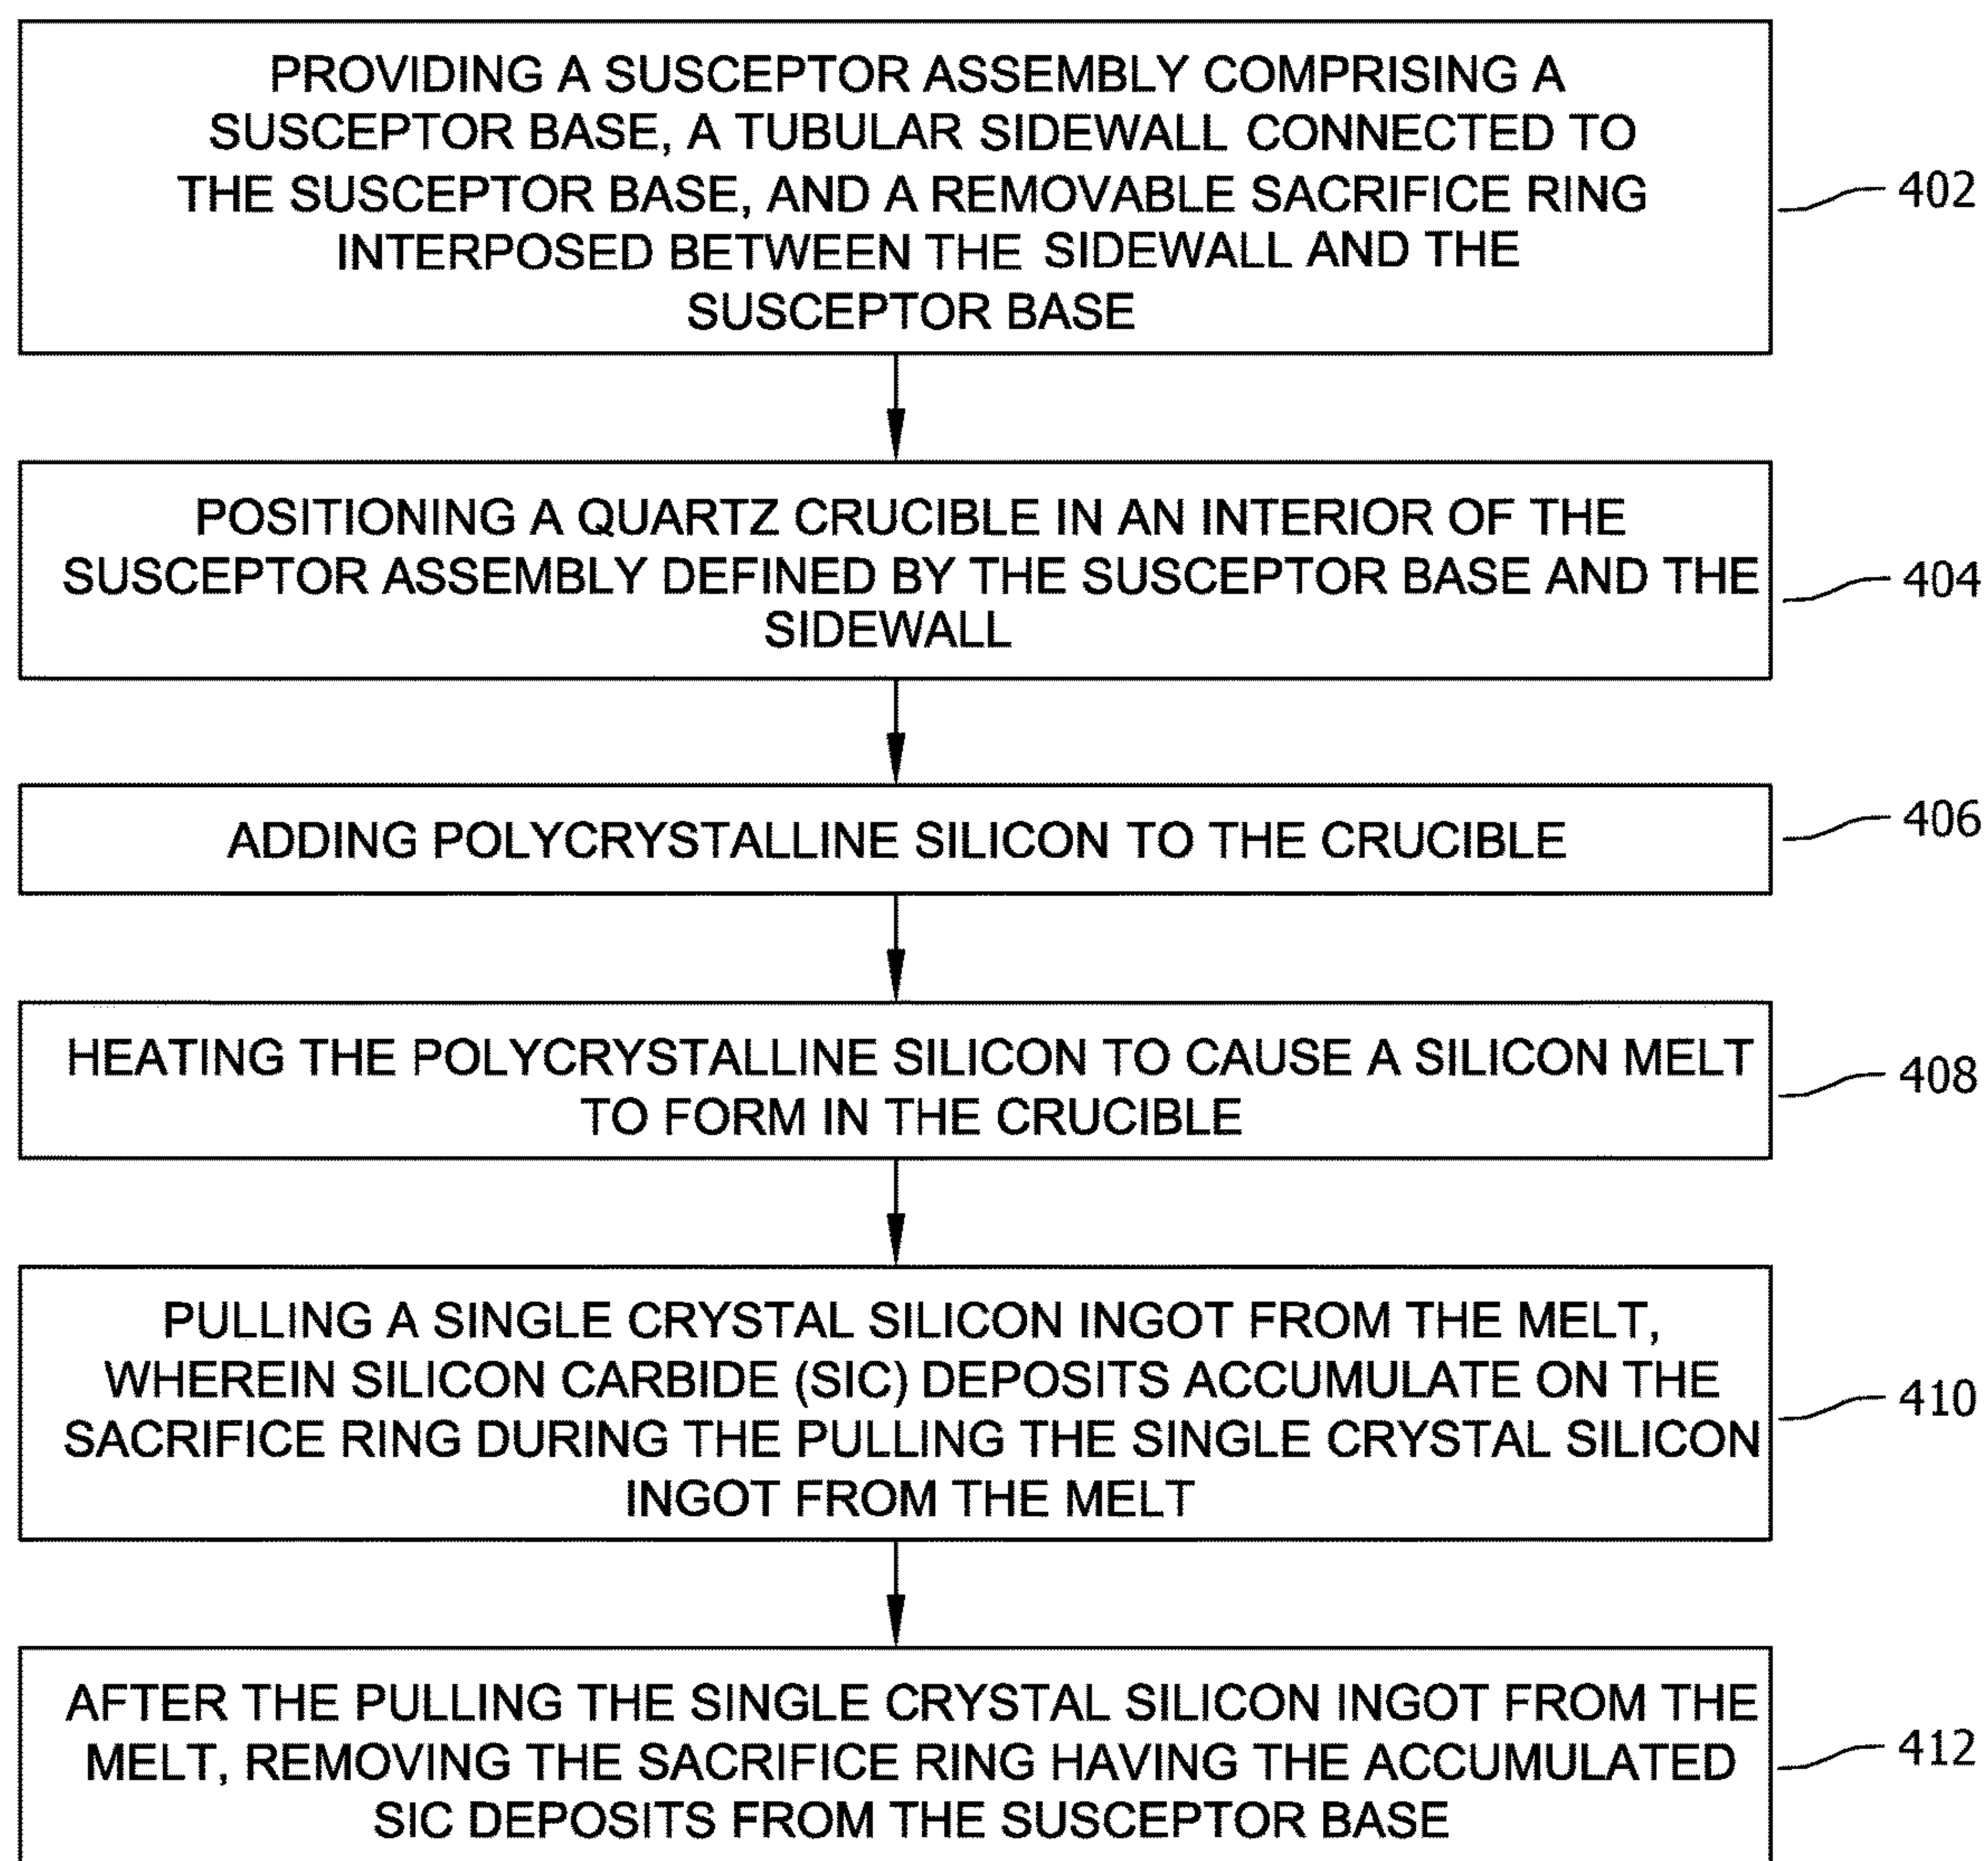 PROVIDING A SUSCEPTOR ASSEMBLY COMPRISING A
SUSCEPTOR BASE, A TUBULAR SIDEWALL CONNECTED TO
THE SUSCEPTOR BASE, AND A REMOVABLE SACRIFICE RING
INTERPOSED BETWEEN THE SIDEWALL AND THE
SUSCEPTOR BASE
402
POSITIONING A QUARTZ CRUCIBLE IN AN INTERIOR OF THE
SUSCEPTOR ASSEMBLY DEFINED BY THE SUSCEPTOR BASE AND THE
SIDEWALL
404
ADDING POLYCRYSTALLINE SILICON TO THE CRUCIBLE
406
HEATING THE POLYCRYSTALLINE SILICON TO CAUSE A SILICON MELT
TO FORM IN THE CRUCIBLE
408
PULLING A SINGLE CRYSTAL SILICON INGOT FROM THE MELT,
WHEREIN SILICON CARBIDE (SIC) DEPOSITS ACCUMULATE ON THE
SACRIFICE RING DURING THE PULLING THE SINGLE CRYSTAL SILICON
INGOT FROM THE MELT
410
AFTER THE PULLING THE SINGLE CRYSTAL SILICON INGOT FROM THE
MELT, REMOVING THE SACRIFICE RING HAVING THE ACCUMULATED
SIC DEPOSITS FROM THE SUSCEPTOR BASE
412